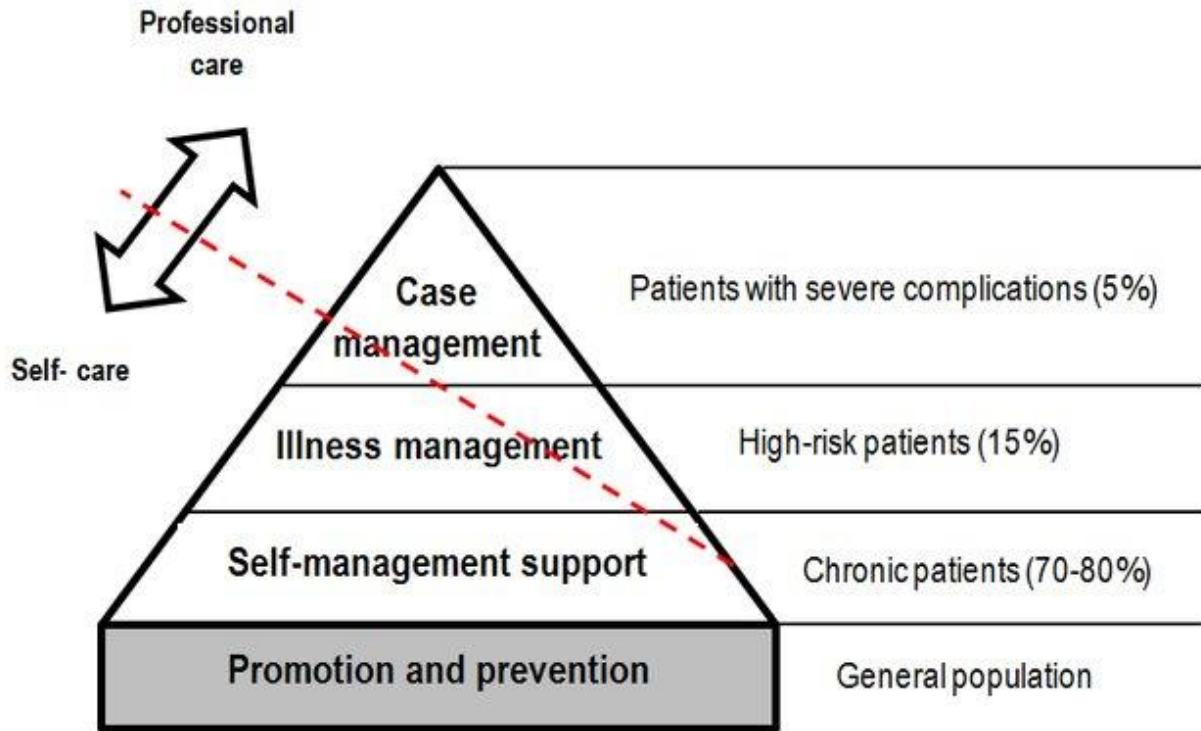 Professional
care
Self- care
Case
management
Patients with severe complications (5%)
Illness management
High-risk patients (15%)
Self-management support
Chronic patients (70-80%)
Promotion and prevention
General population